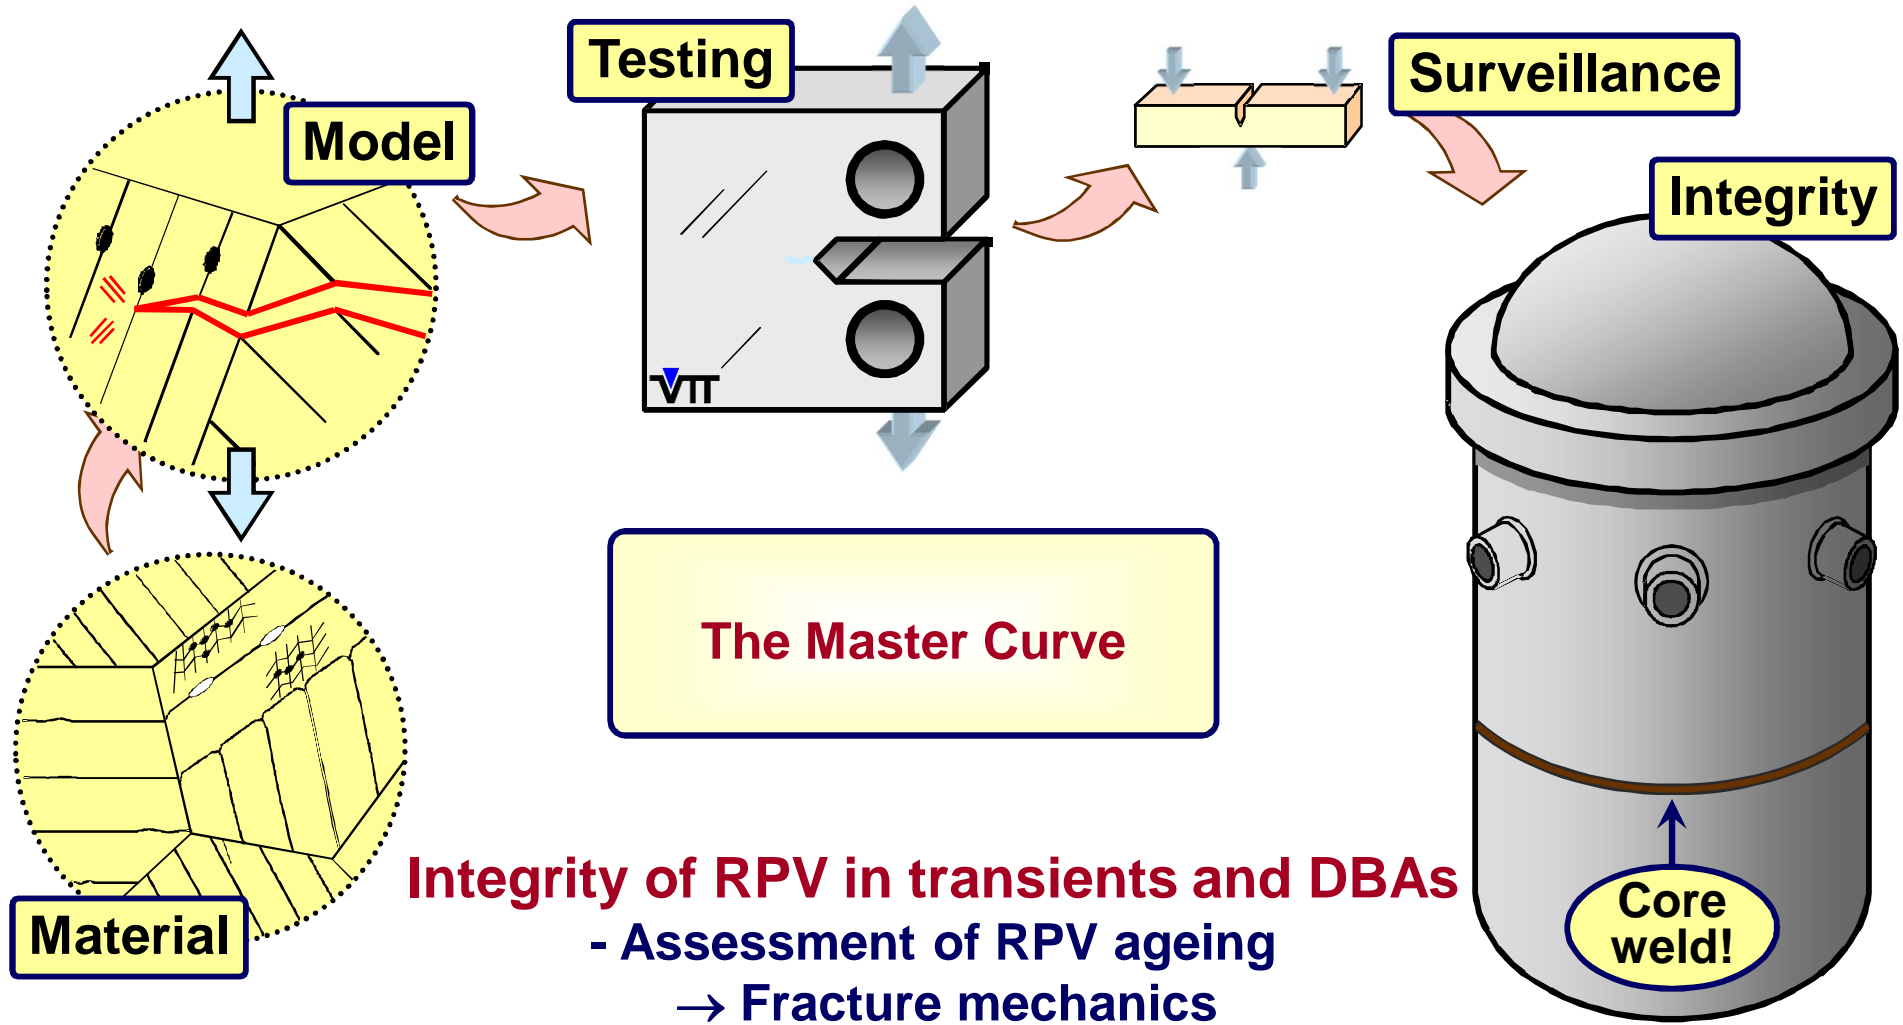 Testing
Surveillance
Model
Integrity
VTT
The Master Curve
Integrity of RPV in transients and DBAs
- Assessment of RPV ageing
→ Fracture mechanics
Material
Core
weld!